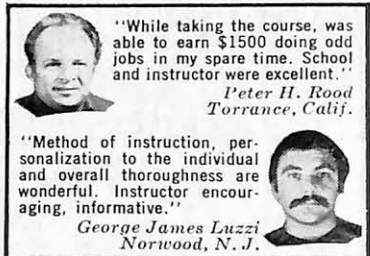 ''While taking the course, was
able to earn $1500 doing odd
jobs in my spare time. School
and instructor were excellent.''
Peter H. Rood
Torrance, Calif.
''Method of instruction, per-
sonalization to the individual
and overall thoroughness are
wonderful. Instructor encour-
aging, informative.''
George James Luzzi
Norwood, N. J.